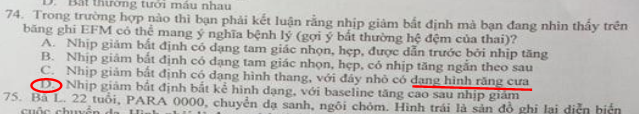 D. Bất thường tưới máu nhau
74. Trong trường hợp nào thì bạn phải kết luận rằng nhịp giảm bất định mà bạn đang nhìn thấy trên
băng ghi EFM có thể mang ý nghĩa bệnh lý (gợi ý bất thường hệ đệm của thai)?
A. Nhịp giảm bất định có dạng tam giác nhọn, hẹp, được dẫn trước bởi nhịp tăng
B. Nhịp giảm bất định có dạng tam giác nhọn, hẹp, có nhịp tăng ngắn theo sau
C. Nhịp giảm bất định có dạng hình thang, với đáy nhỏ có dạng hình răng cưa
D. Nhịp giảm bất định bất kể hình dạng, với baseline tăng cao sau nhịp giảm
75. Bà L. 22 tuổi, PARA 0000, chuyển dạ sanh, ngôi chỏm. Hình trái là sản đồ ghi lại diễn biến
cuộc chuyển dạ. Hình